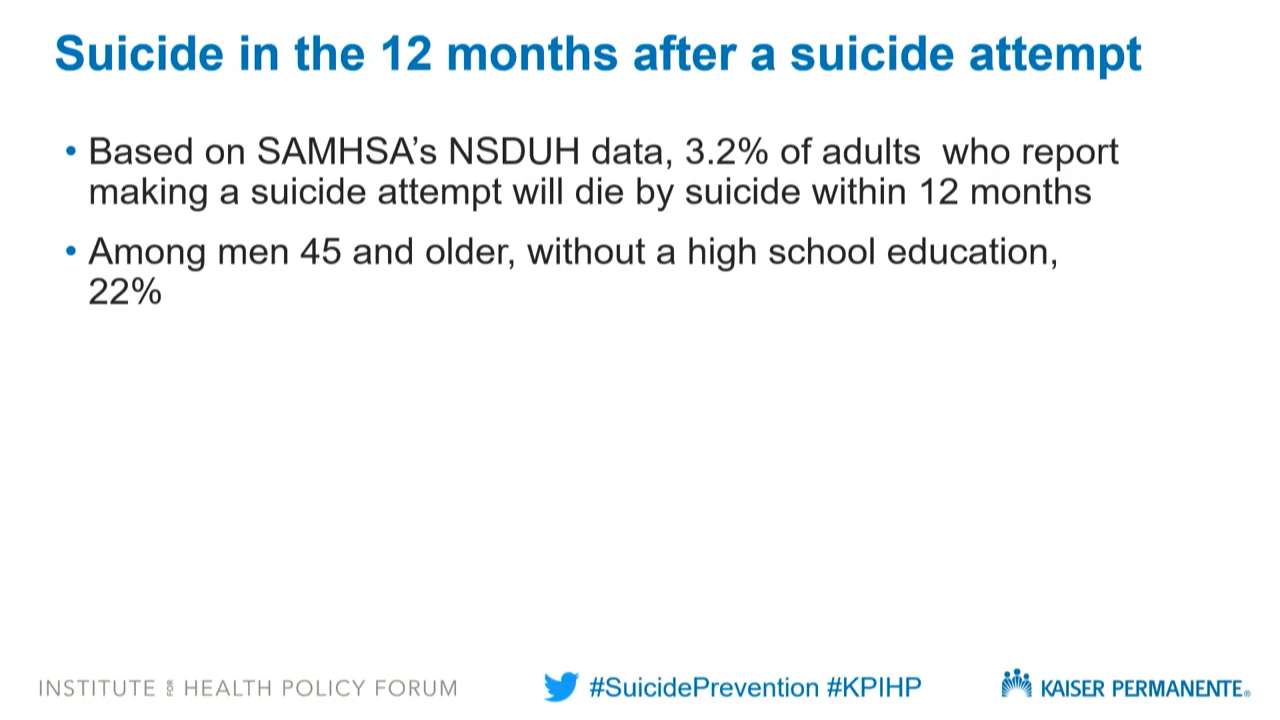 Suicide in the 12 months after a suicide attempt
• Based on SAMHSA’s NSDUH data, 3.2% of adults  who report
making a suicide attempt will die by suicide within 12 months
• Among men 45 and older, without a high school education,
22%
INSTITUTE FOR HEALTH POLICY FORUM
#SuicidePrevention #KPIHP
KAISER PERMANENTE®